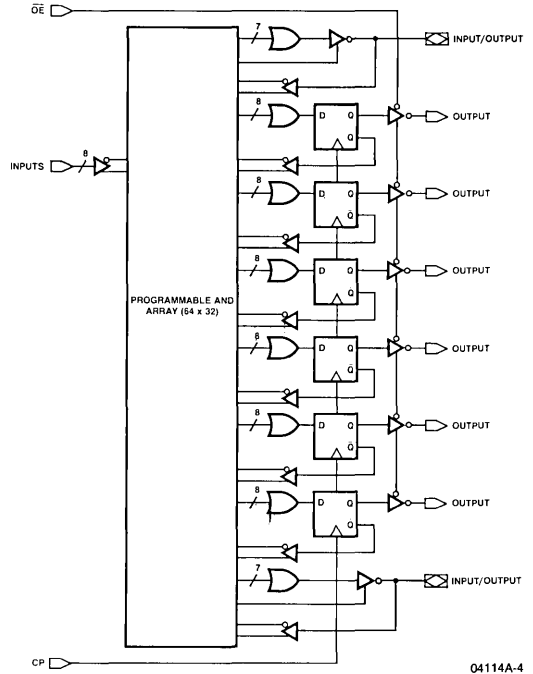 OE
7
INPUT/OUTPUT
8
D Q
Q
OUTPUT
8
INPUTS
8
D Q
Q
OUTPUT
8
D Q
Q
OUTPUT
PROGRAMMABLE AND
ARRAY (64 x 32)
8
D Q
Q
OUTPUT
8
D Q
Q
OUTPUT
8
D Q
Q
OUTPUT
7
INPUT/OUTPUT
CP
04114A-4